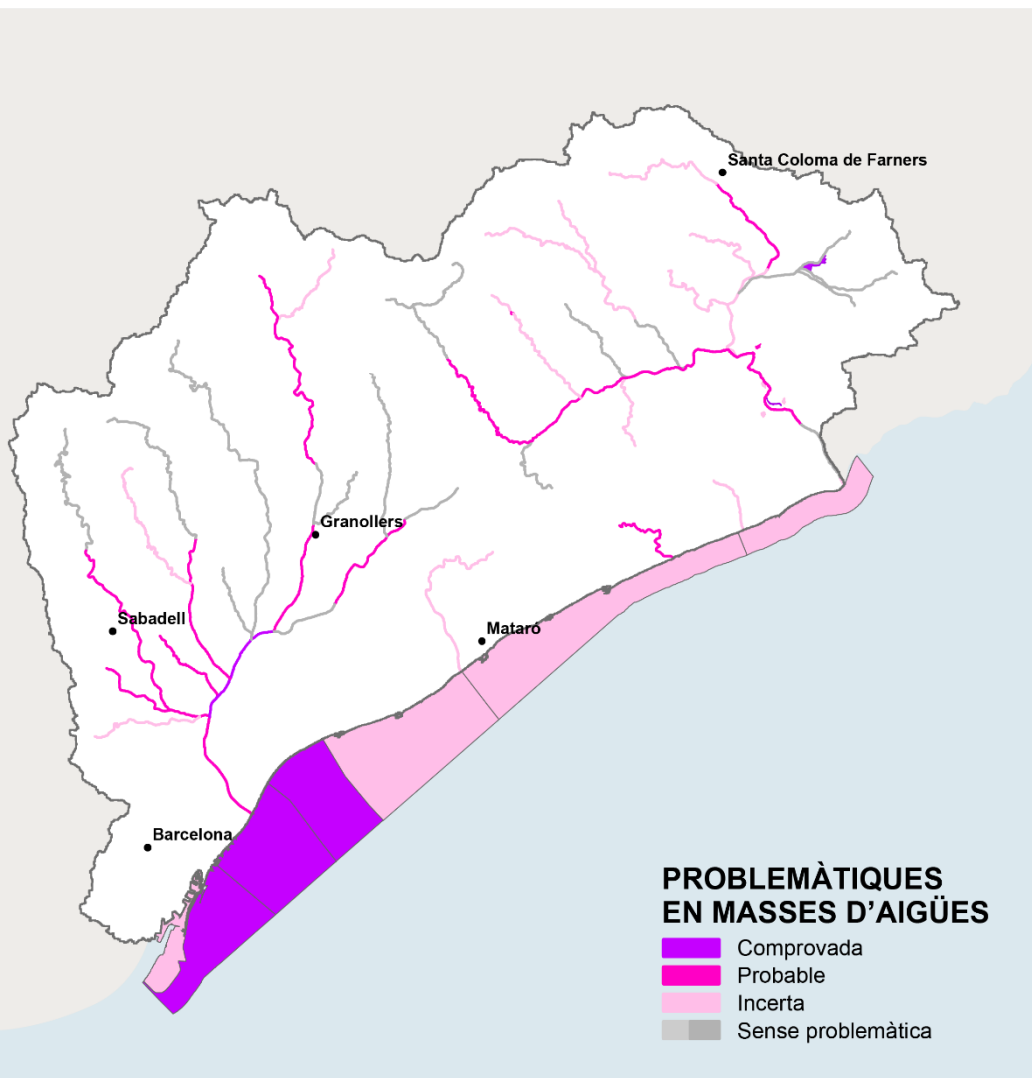 Santa Coloma de Farners
Granollers
Sabadell
Mataró
Barcelona
PROBLEMÀTIQUES
EN MASSES D'AIGÜES
Comprovada
Probable
Incerta
Sense problemàtica